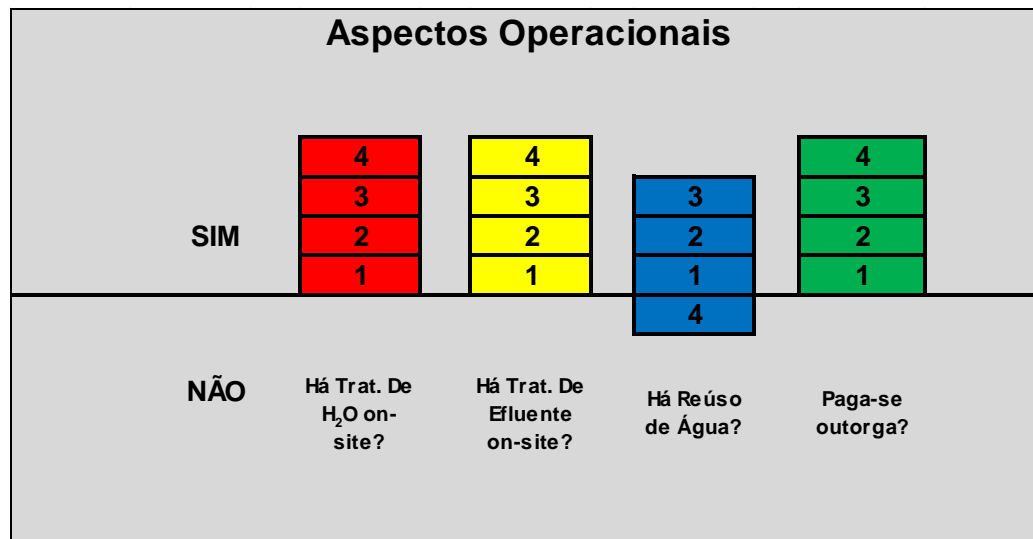 Aspectos Operacionais
4 4 4
3 3 3 3
SIM 2 2 2 2
1 1 1 1
4
NÃO
Há Trat. De
H₂O on-
site?
Há Trat. De
Efluente
on-site?
Há Reúso
de Água?
Paga-se
outorga?